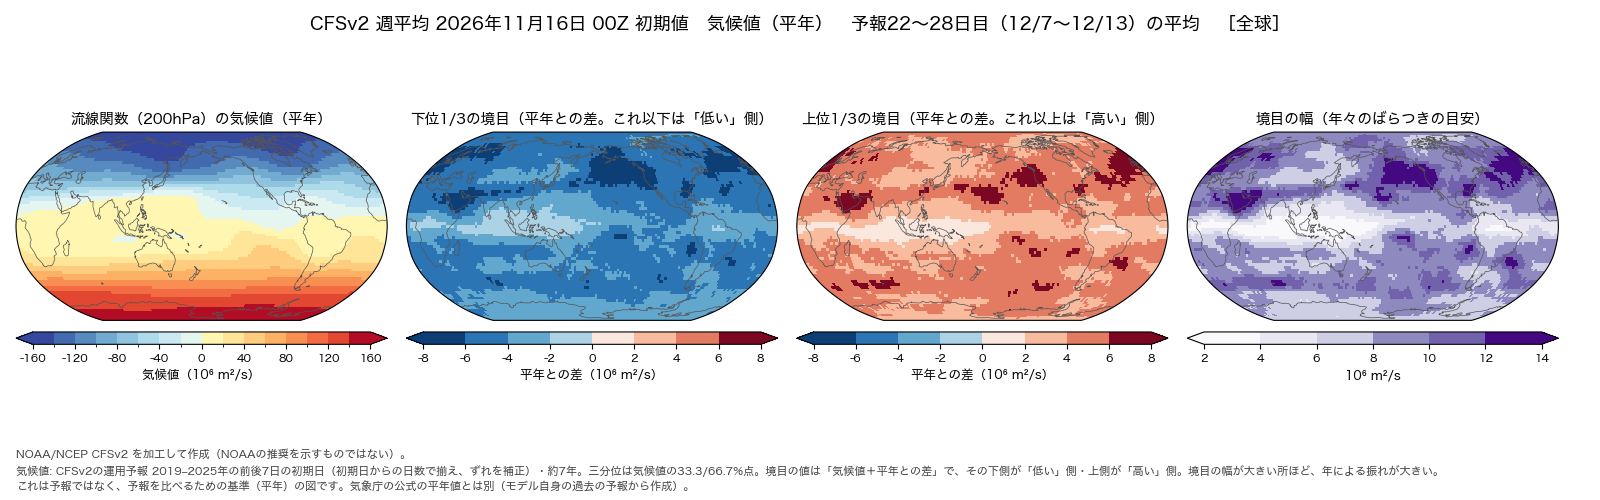 CFSv2 週平均 2026年11月16日 00Z 初期値　気候値（平年）　予報22〜28日目（12/7〜12/13）の平均　［全球］
流線関数（200hPa）の気候値（平年）
下位1/3の境目（平年との差。これ以下は「低い」側）
上位1/3の境目（平年との差。これ以上は「高い」側）
境目の幅（年々のばらつきの目安）
-160 -120 -80 -40 0 40 80 120 160
-8 -6 -4 -2 0 2 4 6 8
-8 -6 -4 -2 0 2 4 6 8
2 4 6 8 10 12 14
気候値（10⁶ m²/s）
平年との差（10⁶ m²/s）
平年との差（10⁶ m²/s）
10⁶ m²/s
NOAA/NCEP CFSv2 を加工して作成（NOAAの推奨を示すものではない）。
気候値: CFSv2の運用予報 2019–2025年の前後7日の初期日（初期日からの日数で揃え、ずれを補正）・約7年。三分位は気候値の33.3/66.7%点。境目の値は「気候値＋平年との差」で、その下側が「低い」側・上側が「高い」側。境目の幅が大きい所ほど、年による振れが大きい。
これは予報ではなく、予報を比べるための基準（平年）の図です。気象庁の公式の平年値とは別（モデル自身の過去の予報から作成）。